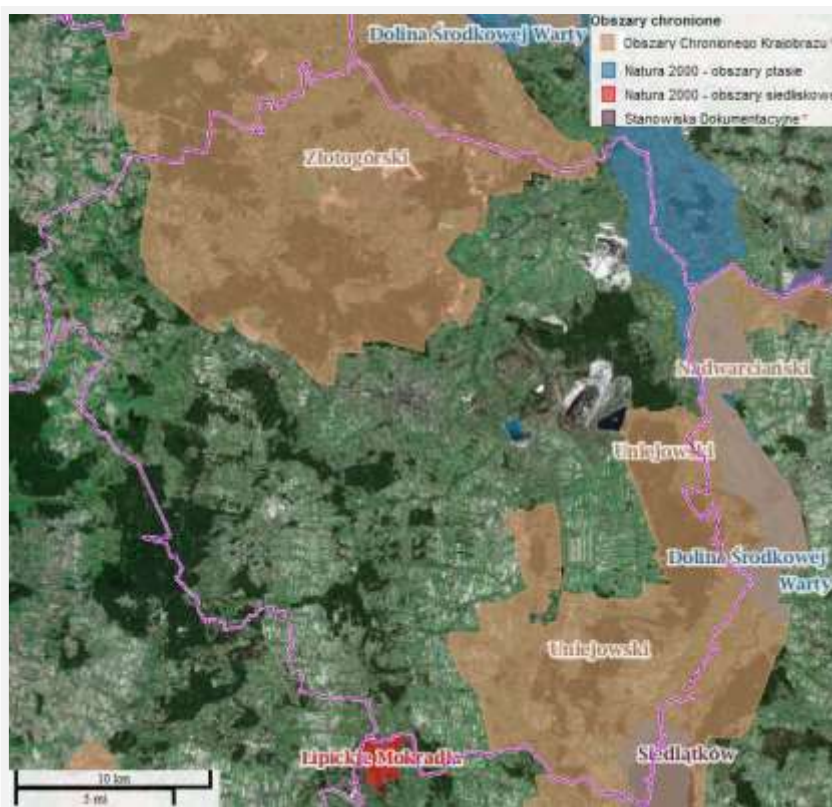 Obszary chronione
Obszary Chronionego Krajobrazu
Natura 2000 - obszary ptasie
Natura 2000 - obszary siedliskowe
Stanowiska Dokumentacyjne *
Dolina Środkowej Warty
Złotogórski
Nadwarciański
Uniejowski
Dolina Środkowej
Warty
Uniejowski
Siedlątków
Lipickie Mokradła
10 km
5 mi